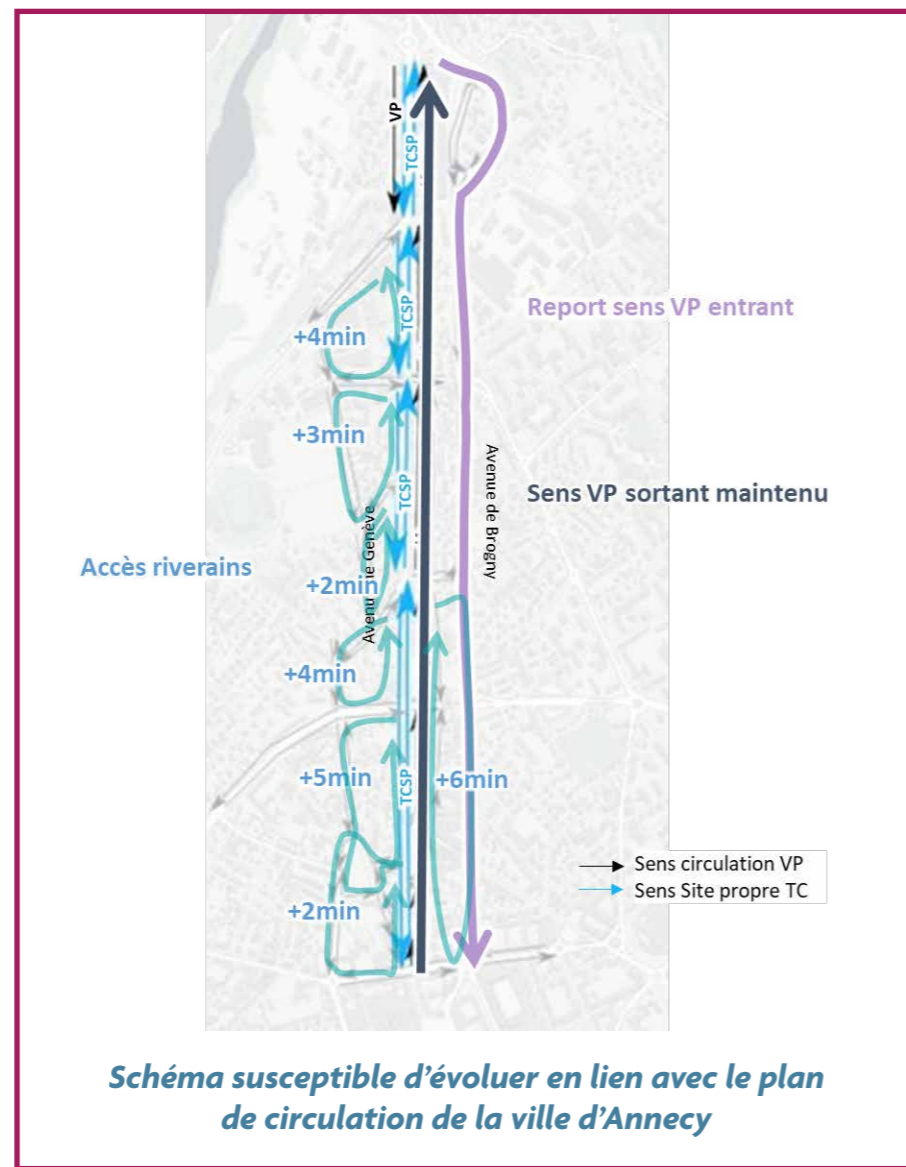 VP
TCSP
Report sens VP entrant
+4min
TCSP
+3min
Avenue de Brogny
Sens VP sortant maintenu
TCSP
Avenue de Genève
Accès riverains
+2min
+4min
+5min
TCSP
+6min
Sens circulation VP
Sens Site propre TC
+2min
Schéma susceptible d'évoluer en lien avec le plan
de circulation de la ville d'Annecy